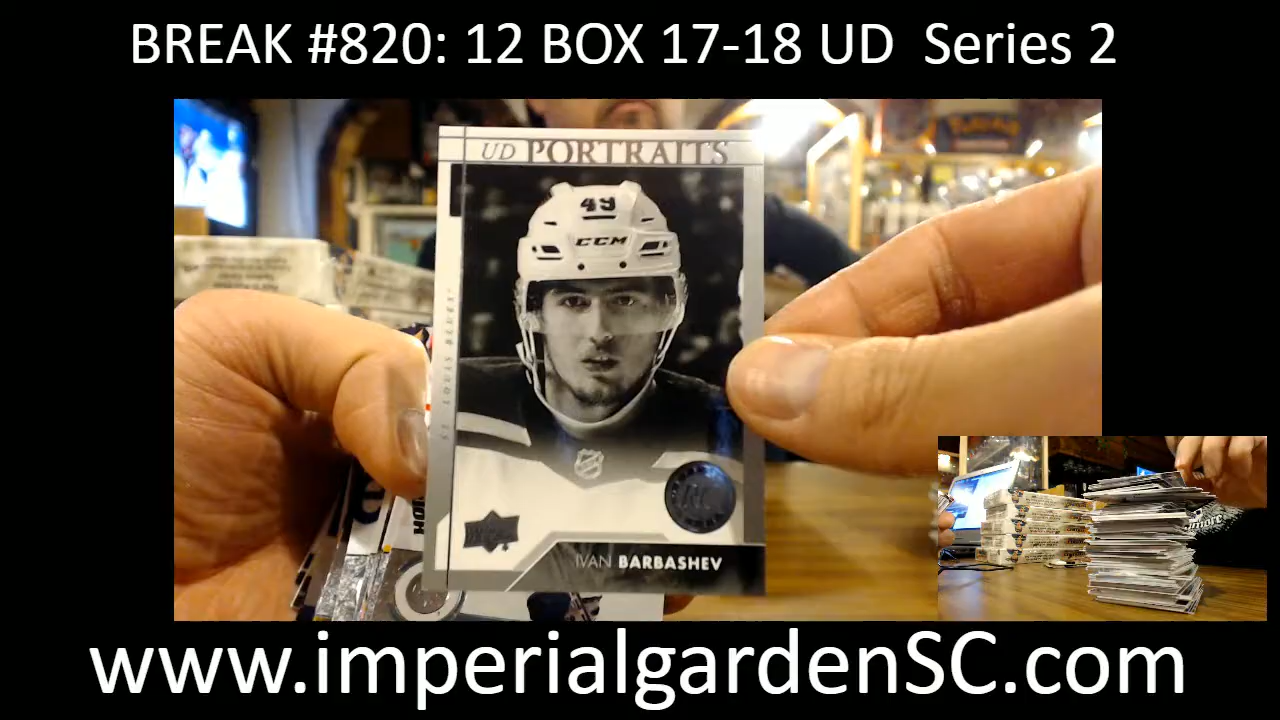 BREAK #820: 12 BOX 17-18 UD Series 2
UD PORTRAITS
49
CCM
ST. LOUIS BLUES
RC
IVAN BARBASHEV
www.imperialgardenSC.com